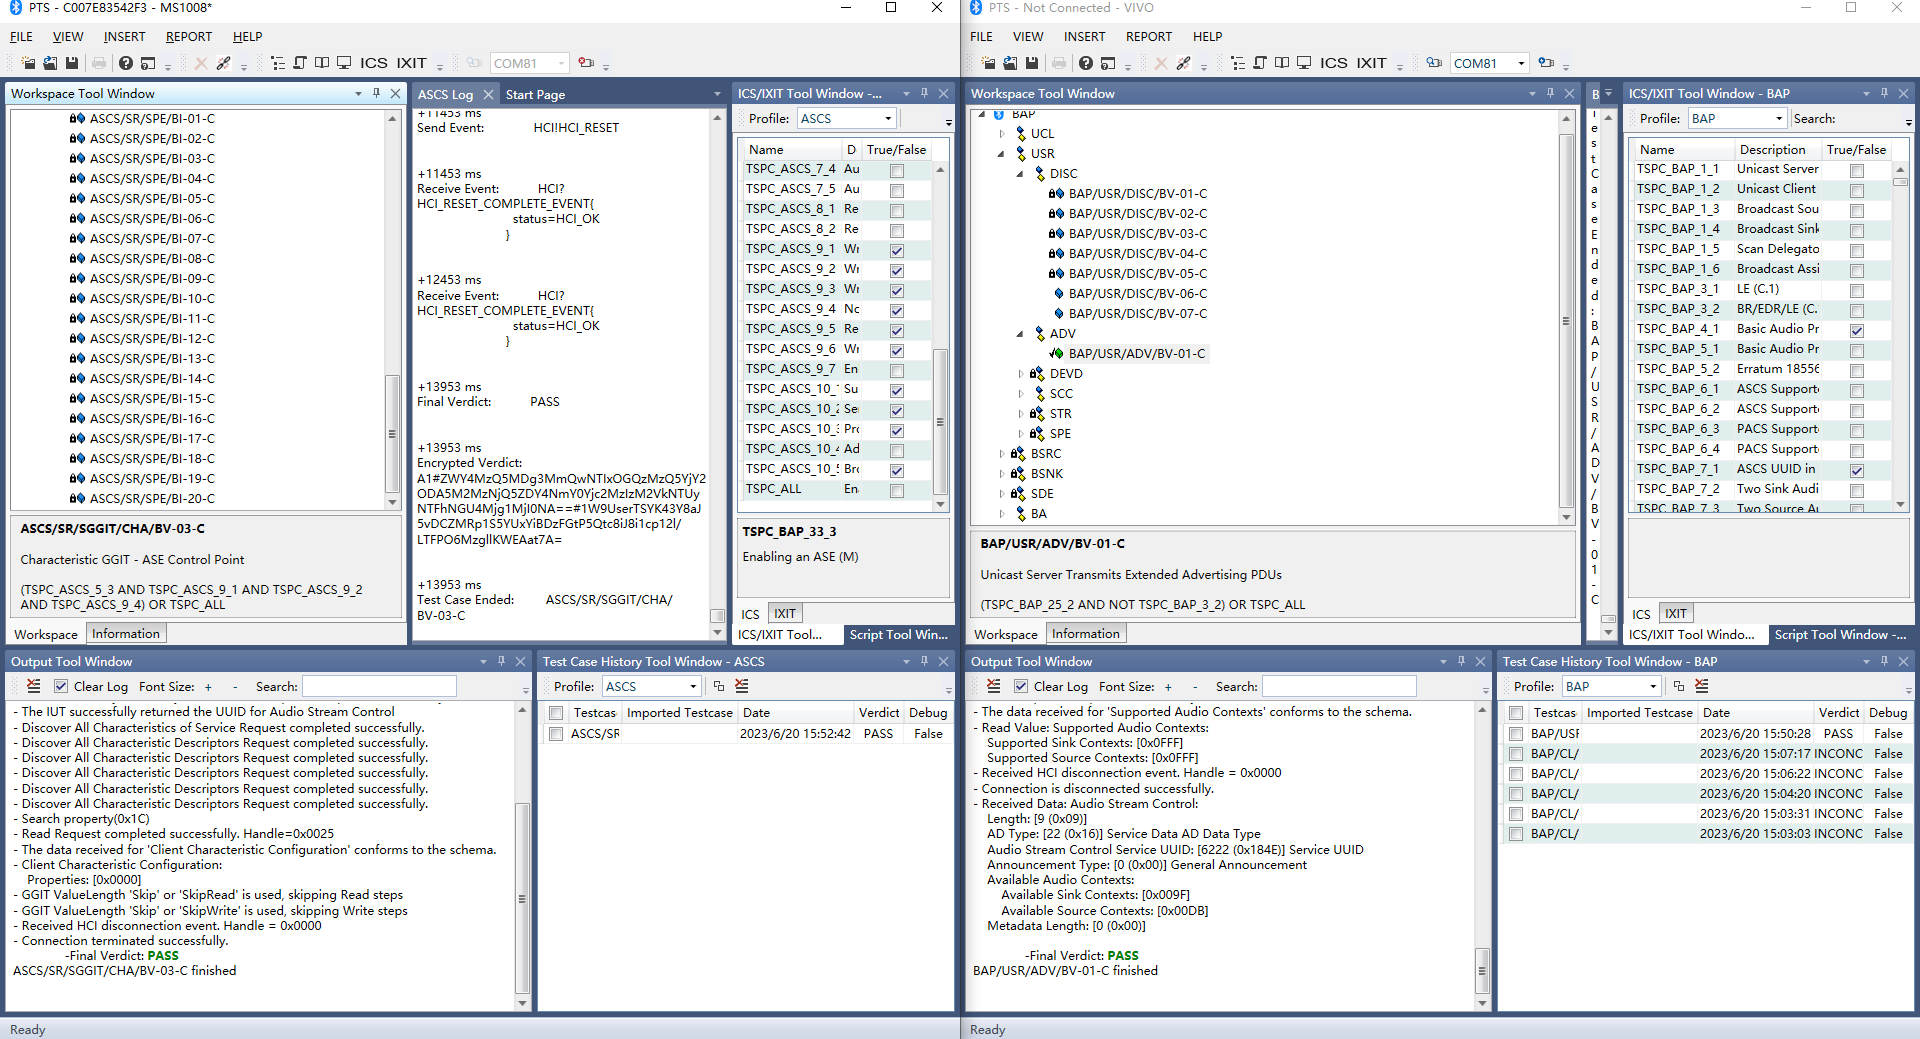 PTS - C007E83542F3 - MS1008*
FILE VIEW INSERT REPORT HELP
ICS IXIT COM81
Workspace Tool Window
ASCS/SR/SPE/BI-01-C
ASCS/SR/SPE/BI-02-C
ASCS/SR/SPE/BI-03-C
ASCS/SR/SPE/BI-04-C
ASCS/SR/SPE/BI-05-C
ASCS/SR/SPE/BI-06-C
ASCS/SR/SPE/BI-07-C
ASCS/SR/SPE/BI-08-C
ASCS/SR/SPE/BI-09-C
ASCS/SR/SPE/BI-10-C
ASCS/SR/SPE/BI-11-C
ASCS/SR/SPE/BI-12-C
ASCS/SR/SPE/BI-13-C
ASCS/SR/SPE/BI-14-C
ASCS/SR/SPE/BI-15-C
ASCS/SR/SPE/BI-16-C
ASCS/SR/SPE/BI-17-C
ASCS/SR/SPE/BI-18-C
ASCS/SR/SPE/BI-19-C
ASCS/SR/SPE/BI-20-C
ASCS/SR/SGGIT/CHA/BV-03-C
Characteristic GGIT - ASE Control Point
(TSPC_ASCS_5_3 AND TSPC_ASCS_9_1 AND TSPC_ASCS_9_2
AND TSPC_ASCS_9_4) OR TSPC_ALL
Workspace Information
ASCS Log Start Page
+11453 ms
Send Event: HCI!HCI_RESET
+11453 ms
Receive Event: HCI?
HCI_RESET_COMPLETE_EVENT{
status=HCI_OK
}
+12453 ms
Receive Event: HCI?
HCI_RESET_COMPLETE_EVENT{
status=HCI_OK
}
+13953 ms
Final Verdict: PASS
+13953 ms
Encrypted Verdict:
+13953 ms
Test Case Ended: ASCS/SR/SGGIT/CHA/
BV-03-C
ICS/IXIT Tool Window -...
Profile: ASCS
Name D True/False
TSPC_ASCS_7_4 Au
TSPC_ASCS_7_5 Au
TSPC_ASCS_8_1 Re
TSPC_ASCS_8_2 Re
TSPC_ASCS_9_1 Wr
TSPC_ASCS_9_2 Wr
TSPC_ASCS_9_3 Wr
TSPC_ASCS_9_4 Nc
TSPC_ASCS_9_5 Re
TSPC_ASCS_9_6 Wr
TSPC_ASCS_9_7 En
TSPC_ASCS_10_1 Su
TSPC_ASCS_10_2 Se
TSPC_ASCS_10_3 Pr
TSPC_ASCS_10_4 Ad
TSPC_ASCS_10_5 Br
TSPC_ALL En
TSPC_BAP_33_3
Enabling an ASE (M)
ICS IXIT
ICS/IXIT Tool... Script Tool Win...
Output Tool Window
Clear Log Font Size: + - Search:
- The IUT successfully returned the UUID for Audio Stream Control
- Discover All Characteristics of Service Request completed successfully.
- Discover All Characteristic Descriptors Request completed successfully.
- Discover All Characteristic Descriptors Request completed successfully.
- Discover All Characteristic Descriptors Request completed successfully.
- Discover All Characteristic Descriptors Request completed successfully.
- Discover All Characteristic Descriptors Request completed successfully.
- Search property(0x1C)
- Read Request completed successfully. Handle=0x0025
- The data received for 'Client Characteristic Configuration' conforms to the schema.
- Client Characteristic Configuration:
Properties: [0x0000]
- GGIT ValueLength 'Skip' or 'SkipRead' is used, skipping Read steps
- GGIT ValueLength 'Skip' or 'SkipWrite' is used, skipping Write steps
- Received HCI disconnection event. Handle = 0x0000
- Connection terminated successfully.
-Final Verdict: PASS
ASCS/SR/SGGIT/CHA/BV-03-C finished
Test Case History Tool Window - ASCS
Profile: ASCS
Testcas Imported Testcase Date Verdict Debug
ASCS/SR 2023/6/20 15:52:42 PASS False
Ready
PTS - Not Connected - VIVO
FILE VIEW INSERT REPORT HELP
ICS IXIT COM81
Workspace Tool Window
BAP
UCL
USR
DISC
BAP/USR/DISC/BV-01-C
BAP/USR/DISC/BV-02-C
BAP/USR/DISC/BV-03-C
BAP/USR/DISC/BV-04-C
BAP/USR/DISC/BV-05-C
BAP/USR/DISC/BV-06-C
BAP/USR/DISC/BV-07-C
ADV
BAP/USR/ADV/BV-01-C
DEVD
SCC
STR
SPE
BSRC
BSNK
SDE
BA
BAP/USR/ADV/BV-01-C
Unicast Server Transmits Extended Advertising PDUs
(TSPC_BAP_25_2 AND NOT TSPC_BAP_3_2) OR TSPC_ALL
Workspace Information
B
Test Case Ended: BAP/USR/ADV/BV-01-C
ICS/IXIT Tool Window - BAP
Profile: BAP Search:
Name Description True/False
TSPC_BAP_1_1 Unicast Server
TSPC_BAP_1_2 Unicast Client
TSPC_BAP_1_3 Broadcast Sou
TSPC_BAP_1_4 Broadcast Sink
TSPC_BAP_1_5 Scan Delegato
TSPC_BAP_1_6 Broadcast Assi
TSPC_BAP_3_1 LE (C.1)
TSPC_BAP_3_2 BR/EDR/LE (C.
TSPC_BAP_4_1 Basic Audio Pr
TSPC_BAP_5_1 Basic Audio Pr
TSPC_BAP_5_2 Erratum 18556
TSPC_BAP_6_1 ASCS Support
TSPC_BAP_6_2 ASCS Support
TSPC_BAP_6_3 PACS Support
TSPC_BAP_6_4 PACS Support
TSPC_BAP_7_1 ASCS UUID in
TSPC_BAP_7_2 Two Sink Audi
TSPC_BAP_7_3 Two Source Au
ICS IXIT
ICS/IXIT Tool Windo... Script Tool Window -...
Output Tool Window
Clear Log Font Size: + - Search:
- The data received for 'Supported Audio Contexts' conforms to the schema.
- Read Value: Supported Audio Contexts:
Supported Sink Contexts: [0x0FFF]
Supported Source Contexts: [0x0FFF]
- Received HCI disconnection event. Handle = 0x0000
- Connection is disconnected successfully.
- Received Data: Audio Stream Control:
Length: [9 (0x09)]
AD Type: [22 (0x16)] Service Data AD Data Type
Audio Stream Control Service UUID: [6222 (0x184E)] Service UUID
Announcement Type: [0 (0x00)] General Announcement
Available Audio Contexts:
Available Sink Contexts: [0x009F]
Available Source Contexts: [0x00DB]
Metadata Length: [0 (0x00)]
-Final Verdict: PASS
BAP/USR/ADV/BV-01-C finished
Test Case History Tool Window - BAP
Profile: BAP
Testcas Imported Testcase Date Verdict Debug
BAP/USR 2023/6/20 15:50:28 PASS False
BAP/CL/ 2023/6/20 15:07:17 INCONC False
BAP/CL/ 2023/6/20 15:06:22 INCONC False
BAP/CL/ 2023/6/20 15:04:20 INCONC False
BAP/CL/ 2023/6/20 15:03:31 INCONC False
BAP/CL/ 2023/6/20 15:03:03 INCONC False
Ready